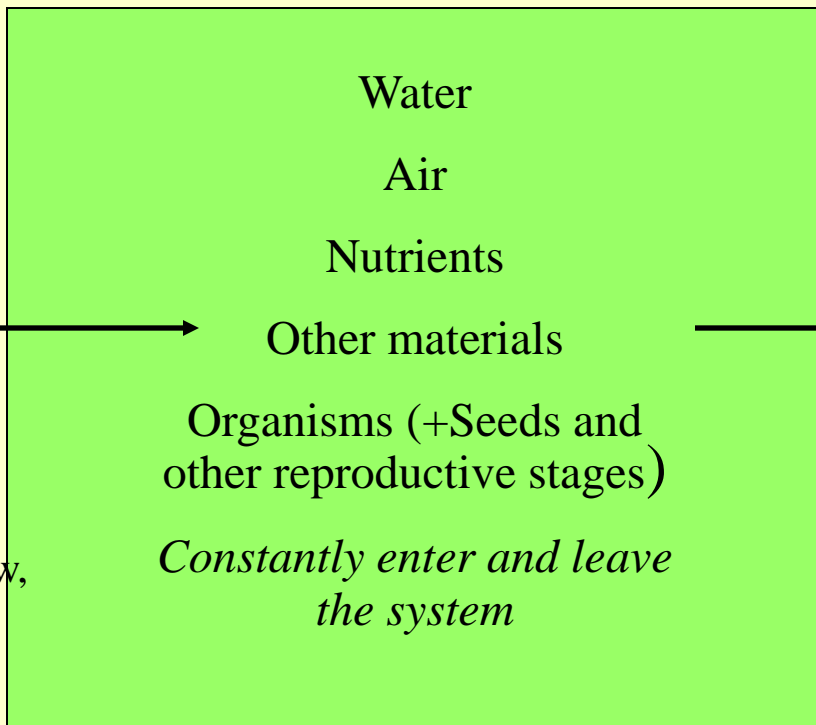 Water
Air
Nutrients
Other materials
Organisms (+Seeds and
other reproductive stages)
w,
Constantly enter and leave
the system